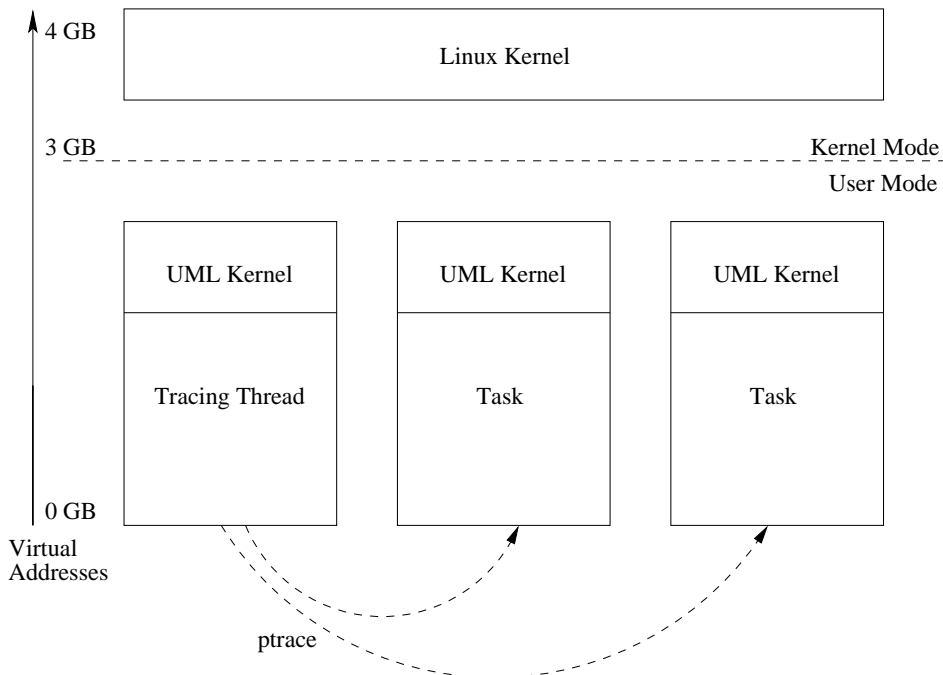 4 GB
Linux Kernel
3 GB
Kernel Mode
User Mode
UML Kernel
UML Kernel
UML Kernel
Tracing Thread
Task
Task
0 GB
Virtual
Addresses
ptrace